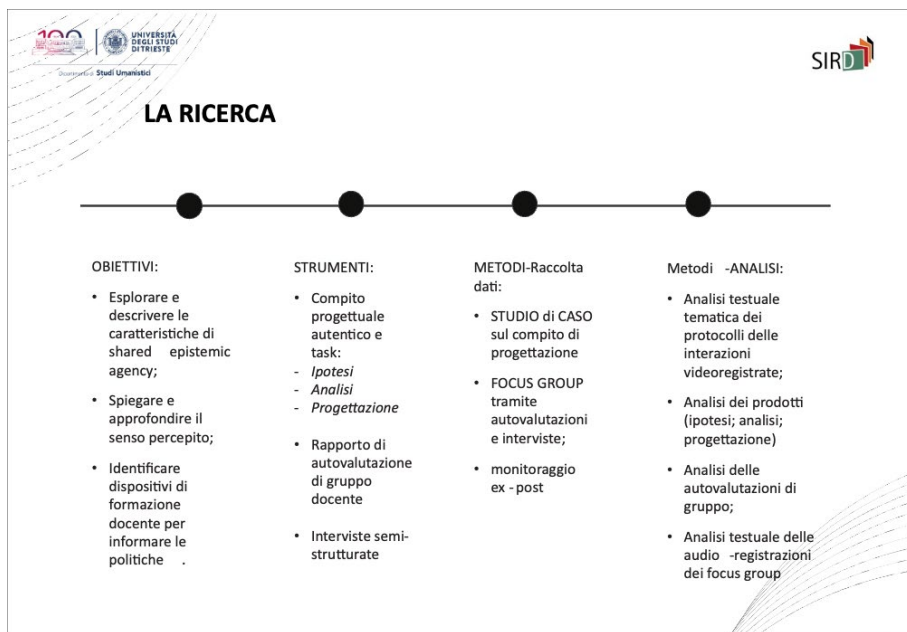 100
UNIVERSITÀ
DEGLI STUDI
DI TRIESTE
Dipartimento di Studi Umanistici
SIRD
LA RICERCA
OBIETTIVI:
• Esplorare e
descrivere le
caratteristiche di
shared epistemic
agency;
• Spiegare e
approfondire il
senso percepito;
• Identificare
dispositivi di
formazione
docente per
informare le
politiche .
STRUMENTI:
• Compito
progettuale
autentico e
task:
- Ipotesi
- Analisi
- Progettazione
• Rapporto di
autovalutazione
di gruppo
docente
• Interviste semi-
strutturate
METODI-Raccolta
dati:
• STUDIO di CASO
sul compito di
progettazione
• FOCUS GROUP
tramite
autovalutazioni
e interviste;
• monitoraggio
ex - post
Metodi -ANALISI:
• Analisi testuale
tematica dei
protocolli delle
interazioni
videoregistrate;
• Analisi dei prodotti
(ipotesi; analisi;
progettazione)
• Analisi delle
autovalutazioni di
gruppo;
• Analisi testuale delle
audio -registrazioni
dei focus group